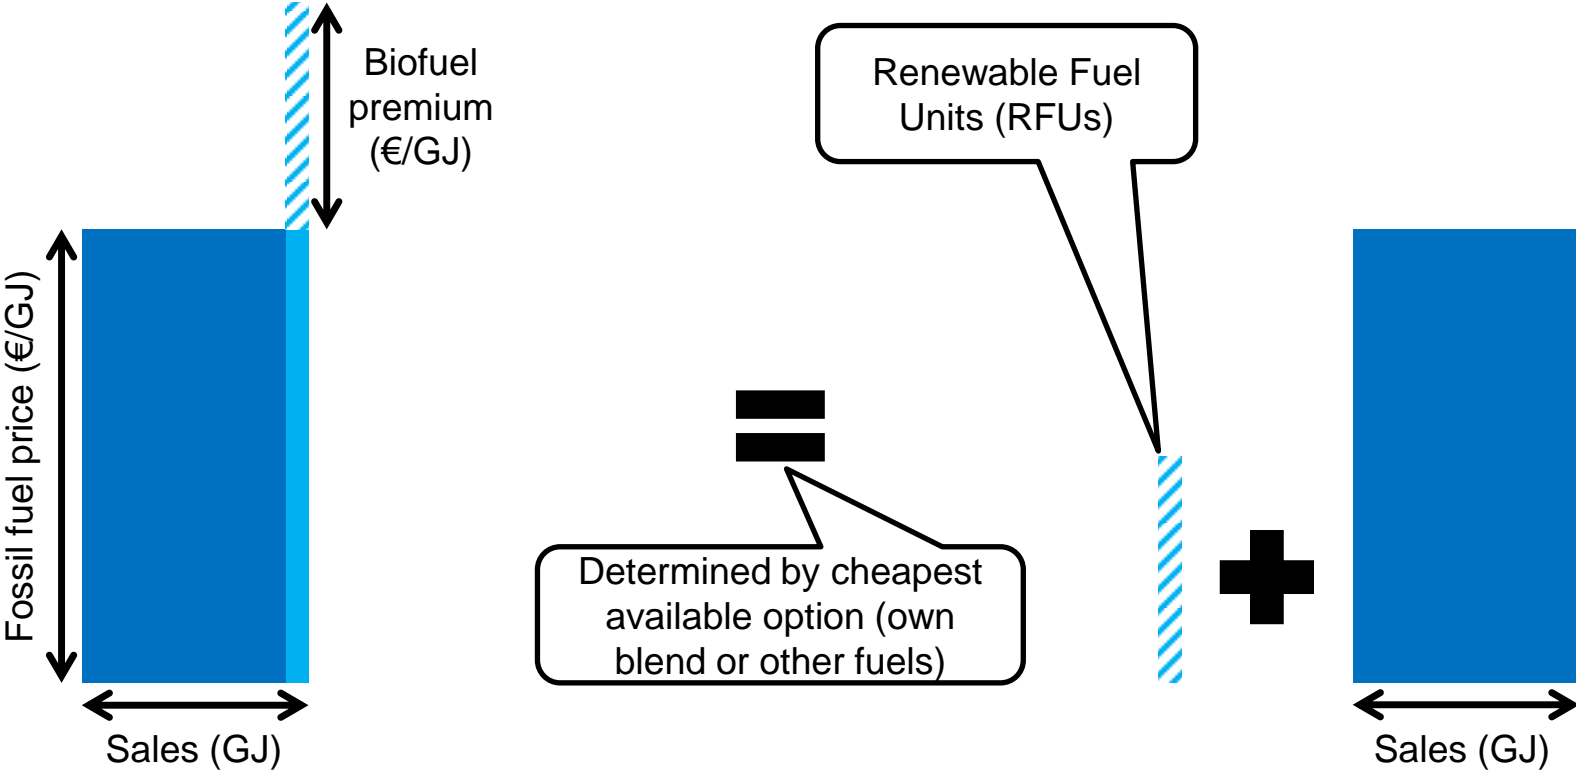 Biofuel
premium
(€/GJ)
Fossil fuel price (€/GJ)
Sales (GJ)
Renewable Fuel
Units (RFUs)
Determined by cheapest
available option (own
blend or other fuels)
Sales (GJ)